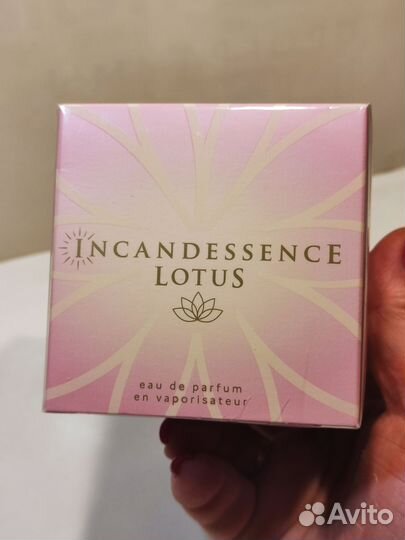 INCANDESSENCE
LOTUS
eau de parfum
en vaporisateur
Avito